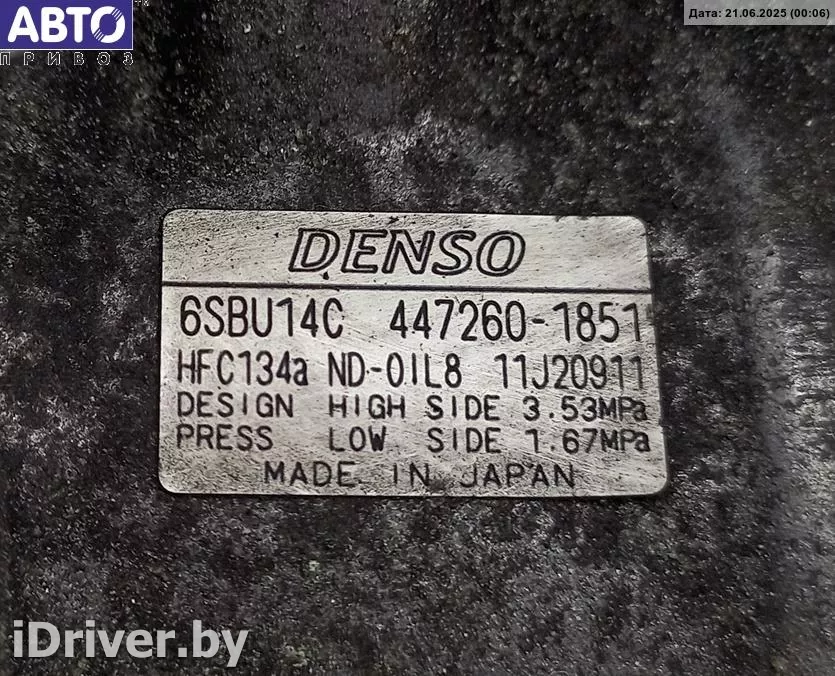 АВТО
ПРИВОЗ
Дата: 21.06.2025 (00:06)
DENSO
6SBU14C 447260-1851
HFC134a ND-OIL8 11J20911
DESIGN HIGH SIDE 3.53MPa
PRESS LOW SIDE 1.67MPa
MADE IN JAPAN
iDriver.by